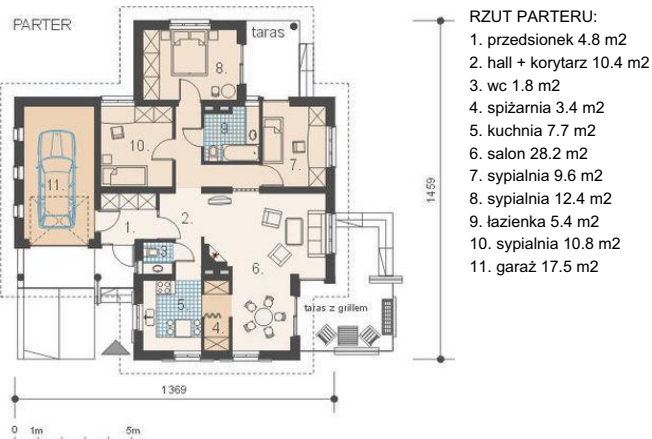 PARTER
taras
8.
10.
9.
7.
11.
1.
2.
3.
6.
5.
4.
taras z grillem
1459
1369
0 1m 5m
RZUT PARTERU:
1. przedsionek 4.8 m2
2. hall + korytarz 10.4 m2
3. wc 1.8 m2
4. spiżarnia 3.4 m2
5. kuchnia 7.7 m2
6. salon 28.2 m2
7. sypialnia 9.6 m2
8. sypialnia 12.4 m2
9. łazienka 5.4 m2
10. sypialnia 10.8 m2
11. garaż 17.5 m2